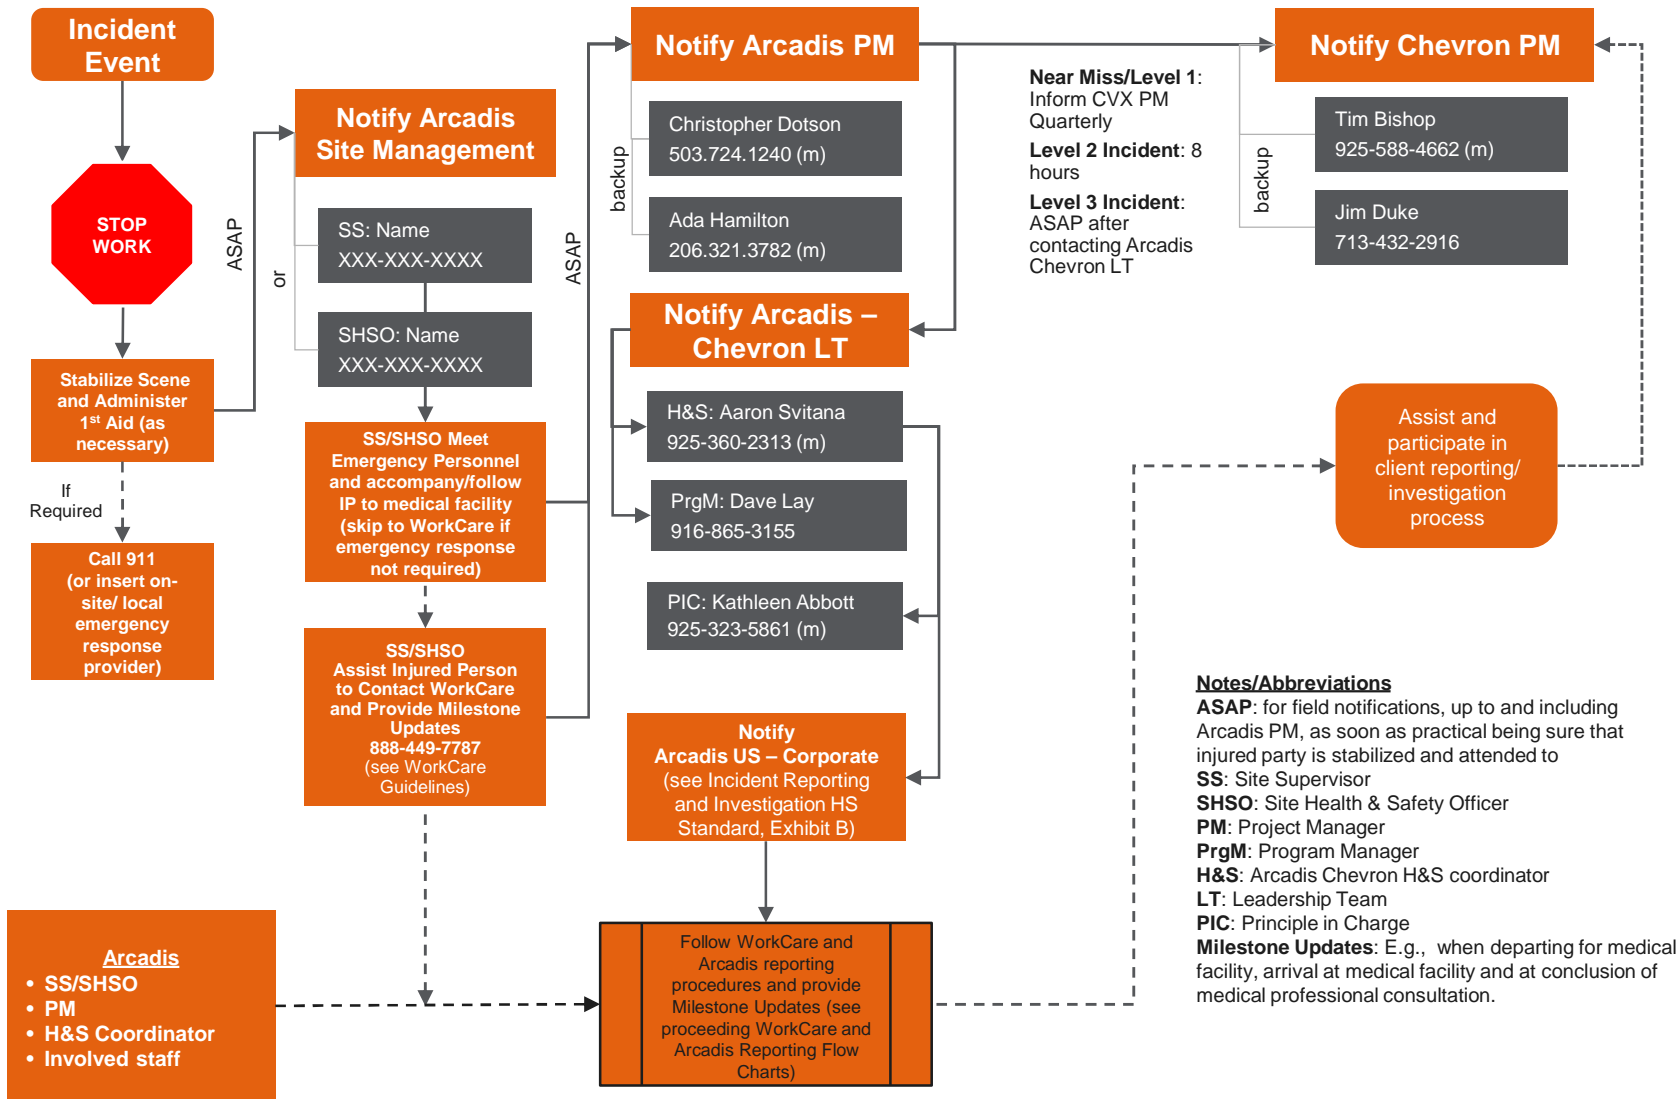 Incident
Event
STOP
WORK
Stabilize Scene
and Administer
1st Aid (as
necessary)
If
Required
Call 911
(or insert on-
site/ local
emergency
response
provider)
ASAP
Notify Arcadis
Site Management
or
SS: Name
XXX-XXX-XXXX
SHSO: Name
XXX-XXX-XXXX
SS/SHSO Meet
Emergency Personnel
and accompany/follow
IP to medical facility
(skip to WorkCare if
emergency response
not required)
SS/SHSO
Assist Injured Person
to Contact WorkCare
and Provide Milestone
Updates
888-449-7787
(see WorkCare
Guidelines)
ASAP
Notify Arcadis PM
backup
Christopher Dotson
503.724.1240 (m)
Ada Hamilton
206.321.3782 (m)
Notify Arcadis –
Chevron LT
H&S: Aaron Svitana
925-360-2313 (m)
PrgM: Dave Lay
916-865-3155
PIC: Kathleen Abbott
925-323-5861 (m)
Notify
Arcadis US – Corporate
(see Incident Reporting
and Investigation HS
Standard, Exhibit B)
Near Miss/Level 1:
Inform CVX PM
Quarterly
Level 2 Incident: 8
hours
Level 3 Incident:
ASAP after
contacting Arcadis
Chevron LT
Notify Chevron PM
backup
Tim Bishop
925-588-4662 (m)
Jim Duke
713-432-2916
Assist and
participate in
client reporting/
investigation
process
Arcadis
• SS/SHSO
• PM
• H&S Coordinator
• Involved staff
Follow WorkCare and
Arcadis reporting
procedures and provide
Milestone Updates (see
proceeding WorkCare and
Arcadis Reporting Flow
Charts)
Notes/Abbreviations
ASAP: for field notifications, up to and including
Arcadis PM, as soon as practical being sure that
injured party is stabilized and attended to
SS: Site Supervisor
SHSO: Site Health & Safety Officer
PM: Project Manager
PrgM: Program Manager
H&S: Arcadis Chevron H&S coordinator
LT: Leadership Team
PIC: Principle in Charge
Milestone Updates: E.g., when departing for medical
facility, arrival at medical facility and at conclusion of
medical professional consultation.